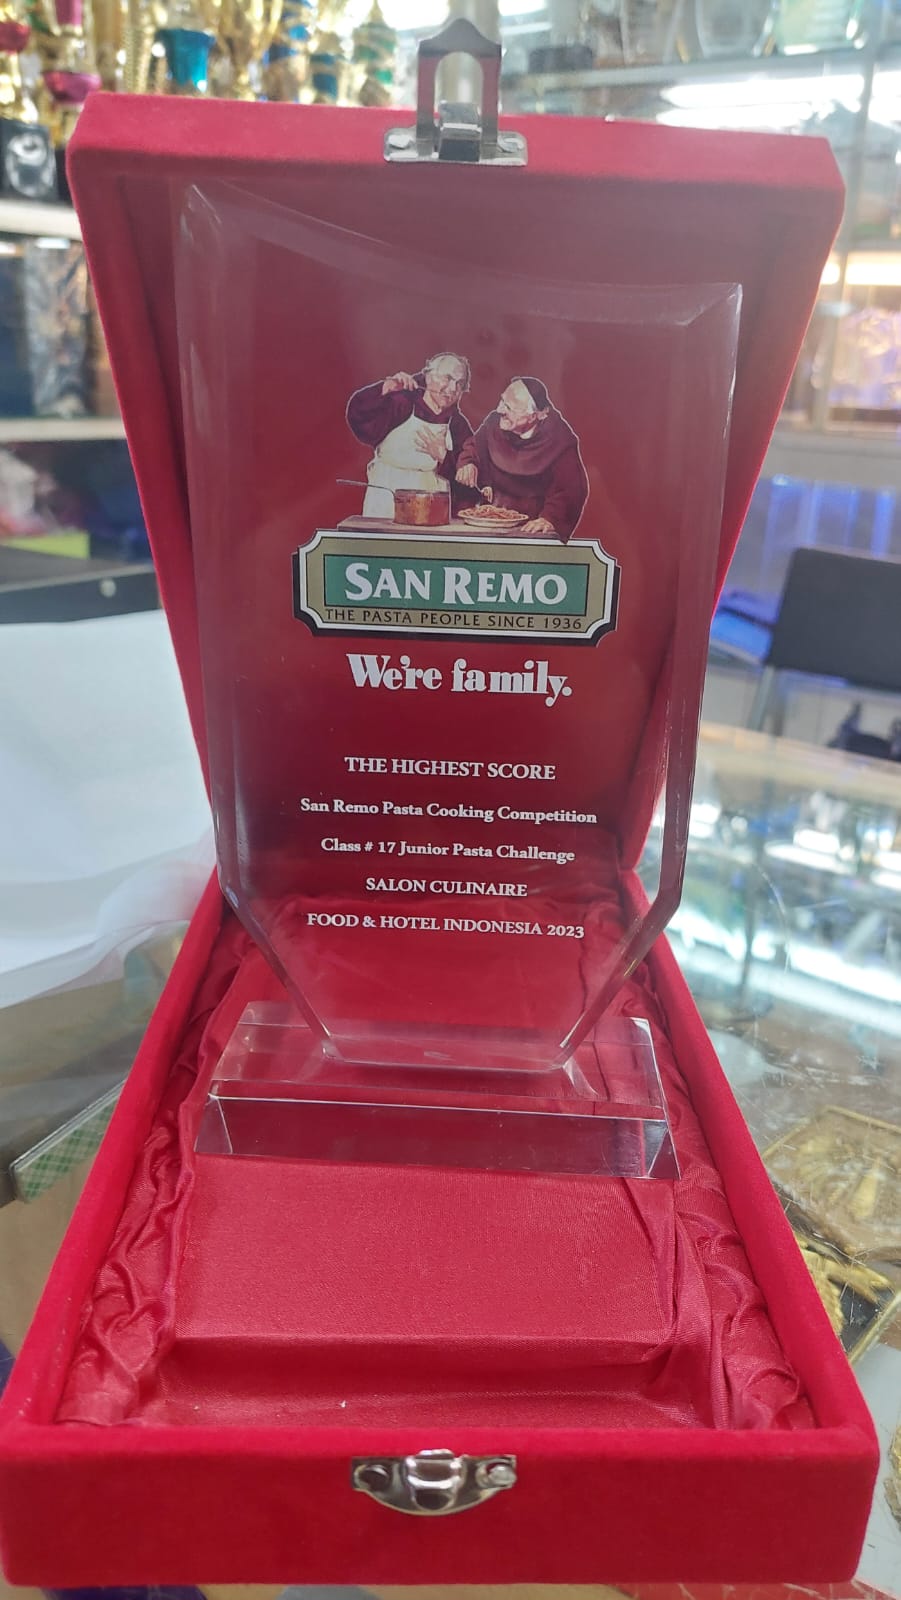 SAN REMO
THE PASTA PEOPLE SINCE 1936
We're family.
THE HIGHEST SCORE
San Remo Pasta Cooking Competition
Class # 17 Junior Pasta Challenge
SALON CULINAIRE
FOOD & HOTEL INDONESIA 2023